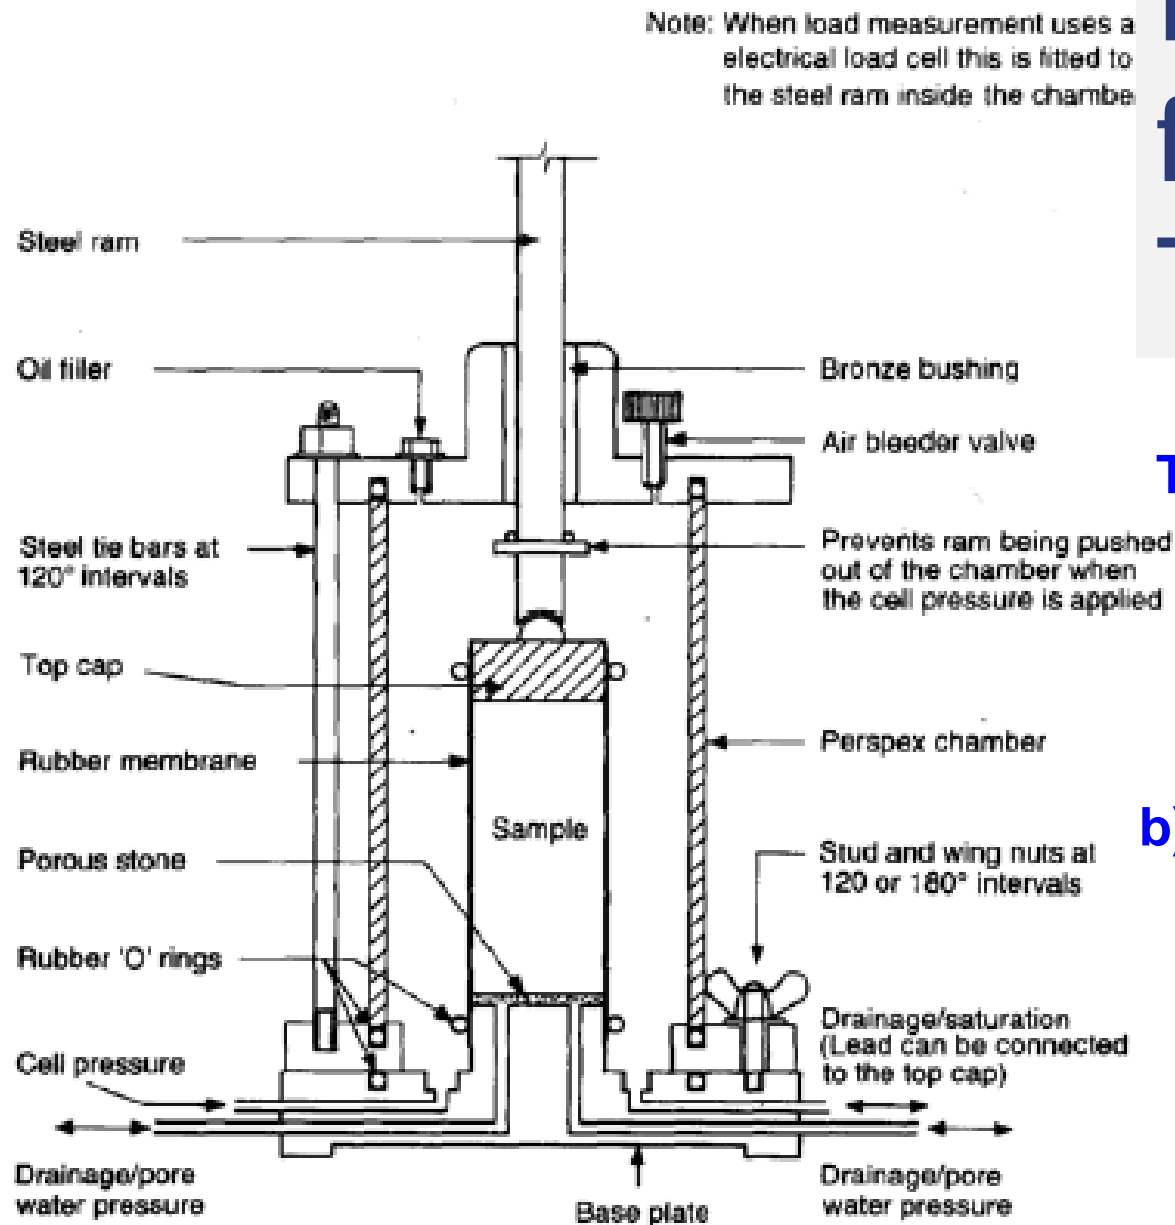 Note: When load measurement uses a
electrical load cell this is fitted to
the steel ram inside the chambe
f
Steel ram
Oil filler
Bronze bushing
Air bleeder valve
T
Steel tie bars at
120° intervals
Prevents ram being pushed
out of the chamber when
the cell pressure is applied
Top cap
Rubber membrane
Perspex chamber
Sample
b)
Porous stone
Stud and wing nuts at
120 or 180° intervals
Rubber 'O' rings
Drainage/saturation
(Lead can be connected
to the top cap)
Cell pressure
Drainage/pore
water pressure
Base plate
Drainage/pore
water pressure